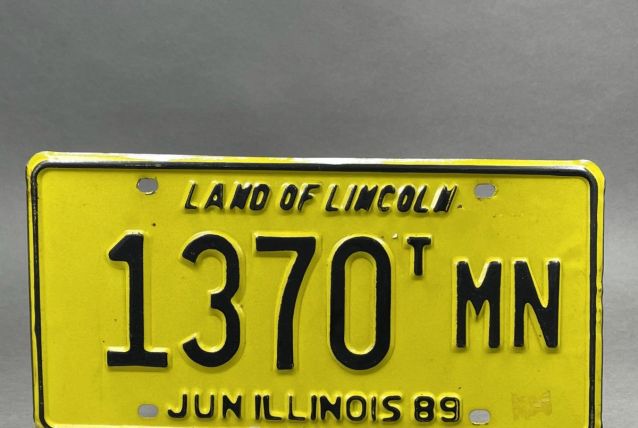 LAND OF LINCOLN
1370 T MN
JUN ILLINOIS 89